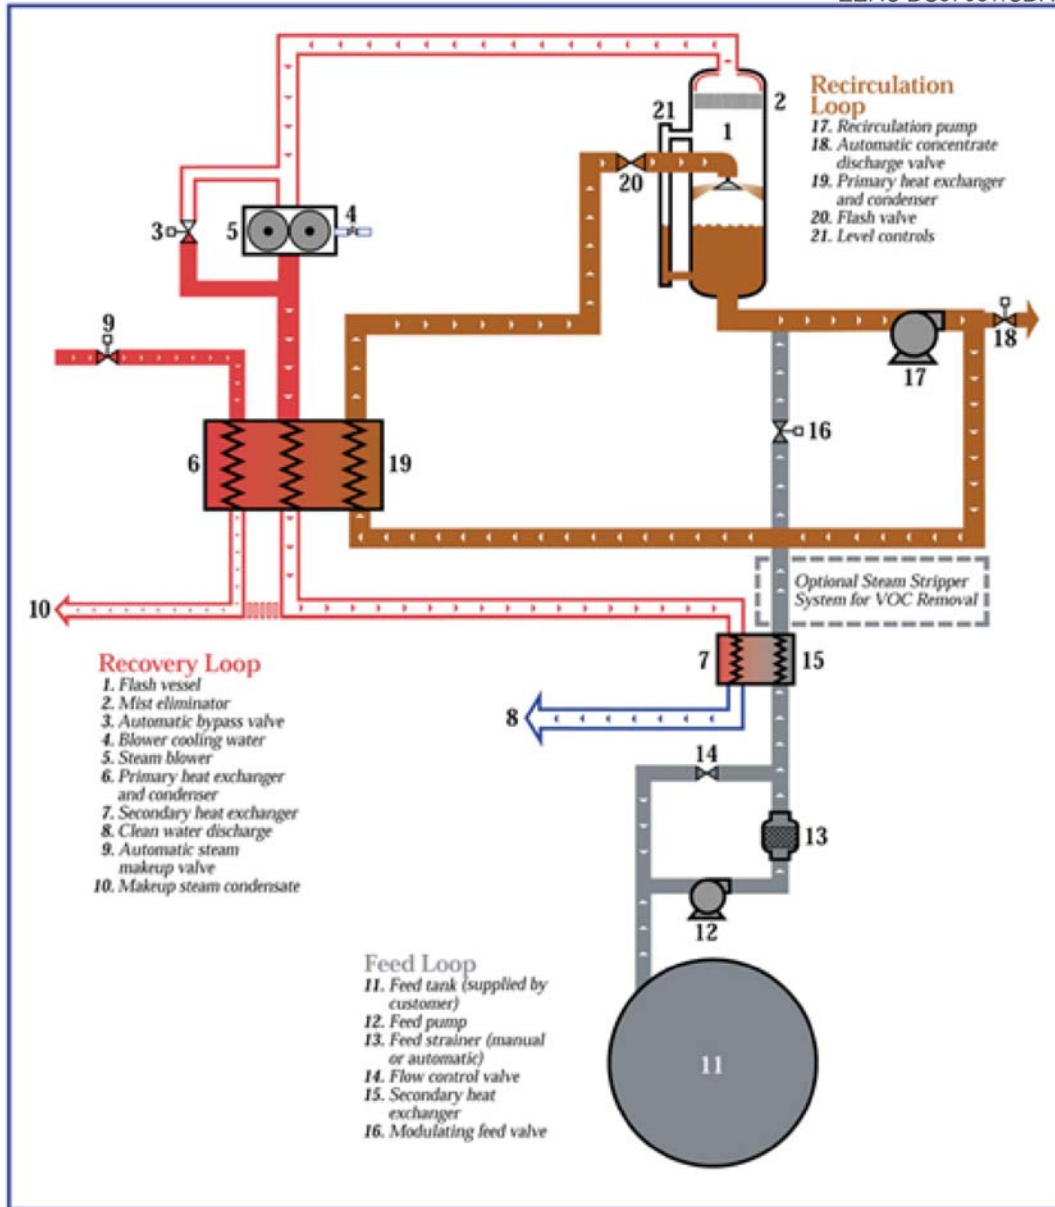 21
2
1
20
Recirculation
Loop
17. Recirculation pump
18. Automatic concentrate
discharge valve
19. Primary heat exchanger
and condenser
20. Flash valve
21. Level controls
3
5
4
9
17
18
16
6
19
Optional Steam Stripper
System for VOC Removal
10
7
15
8
Recovery Loop
1. Flash vessel
2. Mist eliminator
3. Automatic bypass valve
4. Blower cooling water
5. Steam blower
6. Primary heat exchanger
and condenser
7. Secondary heat exchanger
8. Clean water discharge
9. Automatic steam
makeup valve
10. Makeup steam condensate
14
13
12
Feed Loop
11. Feed tank (supplied by
customer)
12. Feed pump
13. Feed strainer (manual
or automatic)
14. Flow control valve
15. Secondary heat
exchanger
16. Modulating feed valve
11